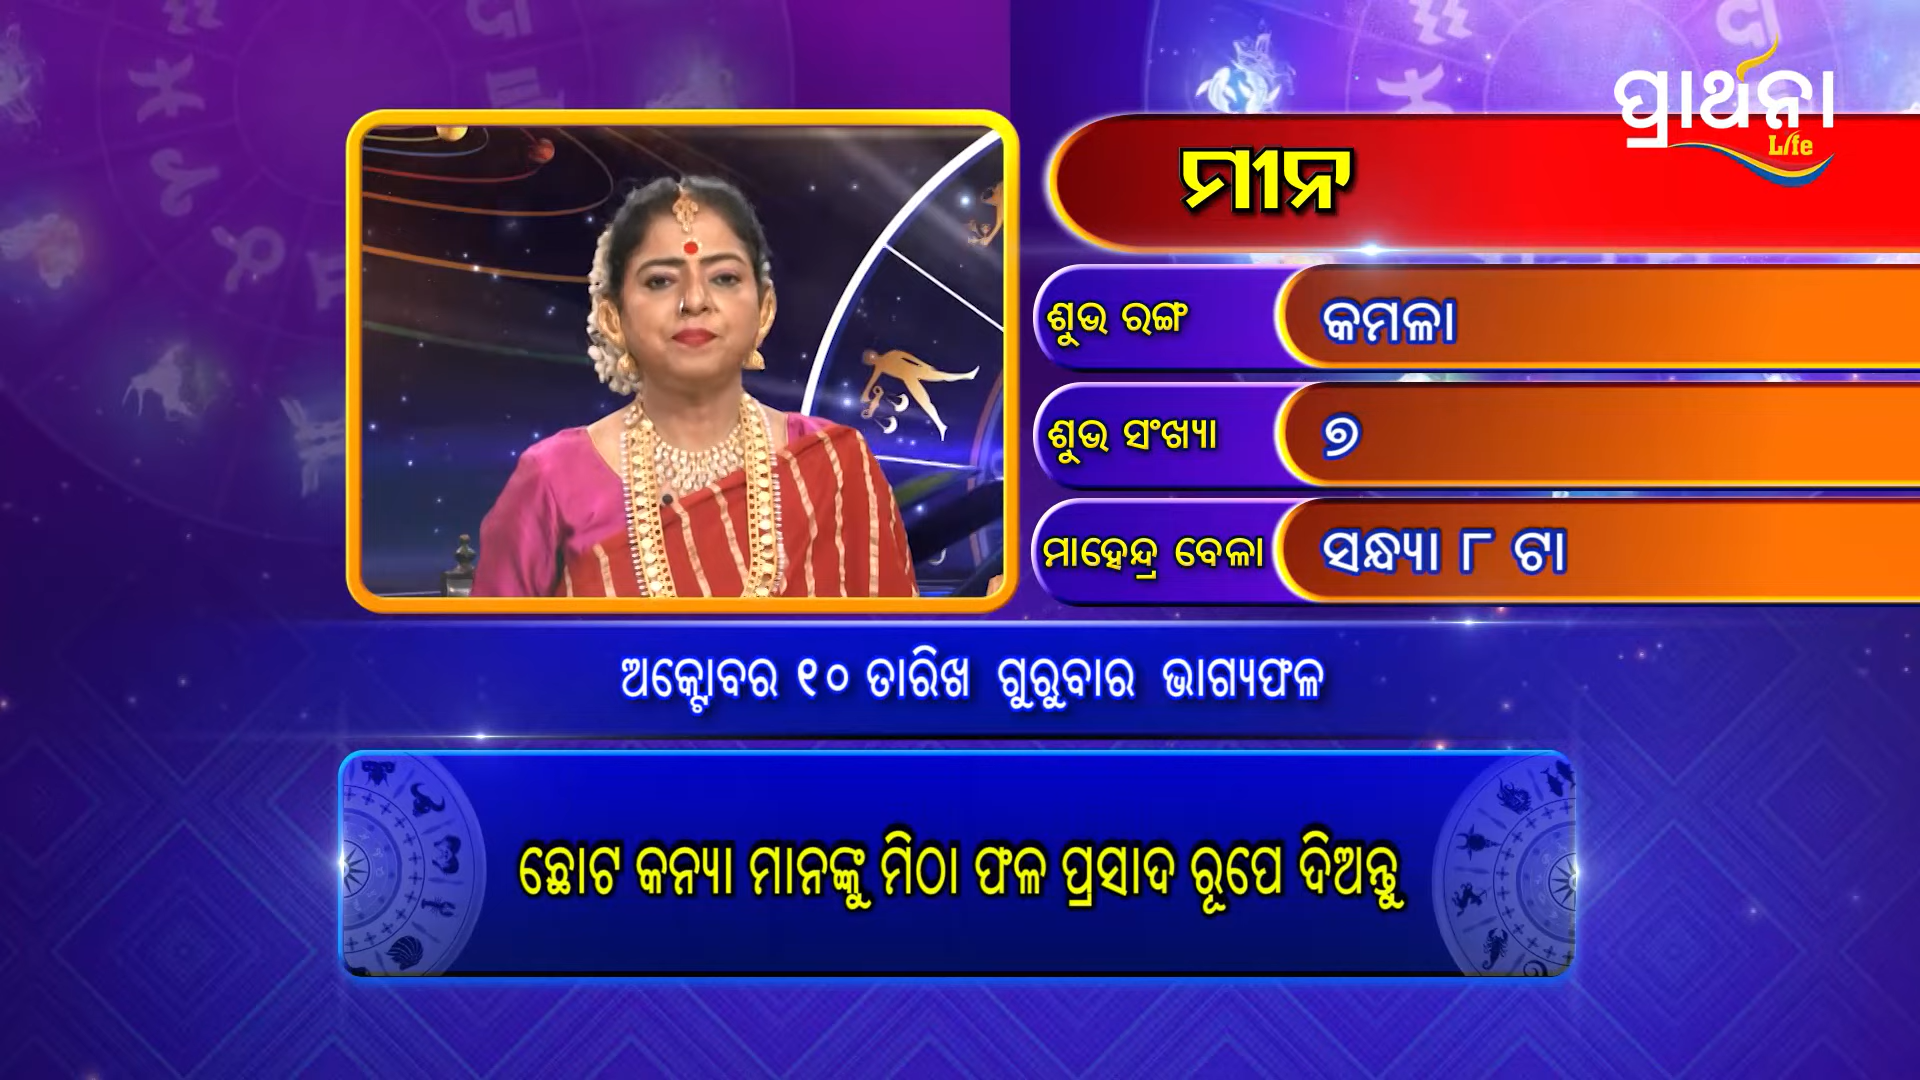 ପ୍ରାର୍ଥନା
Life
ମୀନ
ଶୁଭ ରଙ୍ଗ
କମଳା
ଶୁଭ ସଂଖ୍ୟା
୭
ମାହେନ୍ଦ୍ର ବେଳା
ସନ୍ଧ୍ୟା ୮ ଟା
ଅକ୍ଟୋବର ୧୦ ତାରିଖ ଗୁରୁବାର ଭାଗ୍ୟଫଳ
ଛୋଟ କନ୍ୟା ମାନଙ୍କୁ ମିଠା ଫଳ ପ୍ରସାଦ ରୂପେ ଦିଅନ୍ତୁ